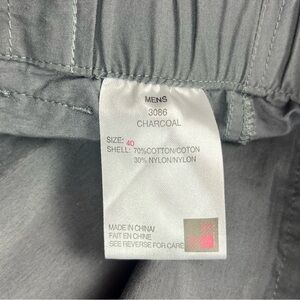 MENS
3086
CHARCOAL
SIZE: 40
SHELL: 70%COTTON/COTON
30% NYLON/NYLON
MADE IN CHINA/
FAIT EN CHINE
SEE REVERSE FOR CARE